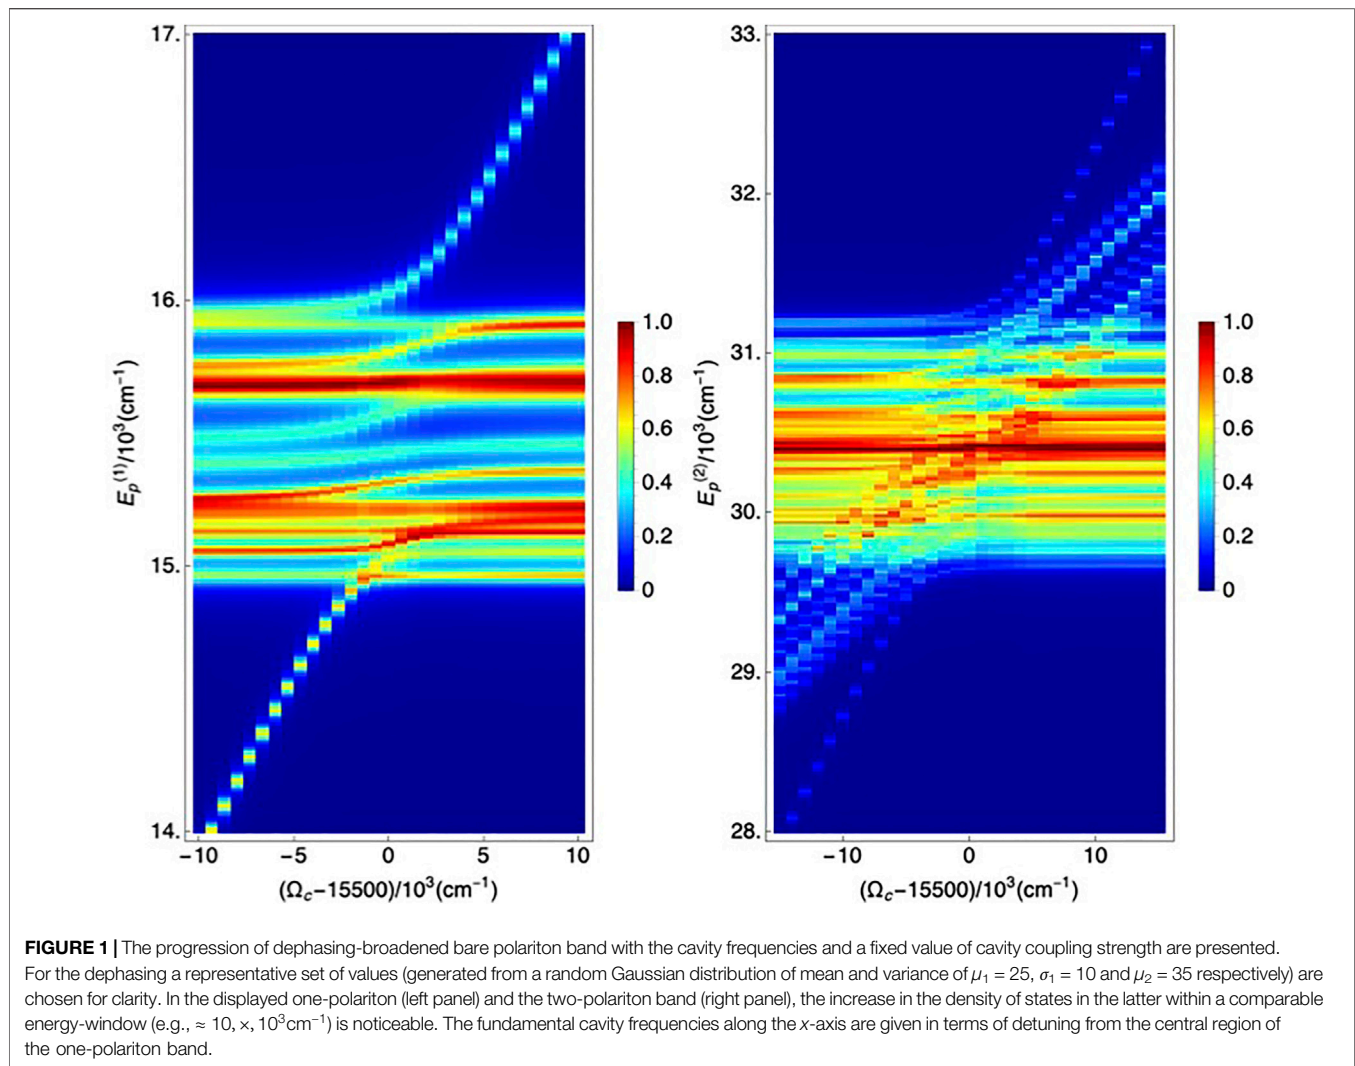 17.
16.
15.
14.
E_p^(1)/10^3(cm^−1)
−10 −5 0 5 10
(Ω_c−15500)/10^3(cm^−1)
1.0
0.8
0.6
0.4
0.2
0
33.
32.
31.
30.
29.
28.
E_p^(2)/10^3(cm^−1)
−10 0 10
(Ω_c−15500)/10^3(cm^−1)
1.0
0.8
0.6
0.4
0.2
0
FIGURE 1 | The progression of dephasing-broadened bare polariton band with the cavity frequencies and a fixed value of cavity coupling strength are presented.
For the dephasing a representative set of values (generated from a random Gaussian distribution of mean and variance of μ₁ = 25, σ₁ = 10 and μ₂ = 35 respectively) are
chosen for clarity. In the displayed one-polariton (left panel) and the two-polariton band (right panel), the increase in the density of states in the latter within a comparable
energy-window (e.g., ≈ 10, ×, 10³cm⁻¹) is noticeable. The fundamental cavity frequencies along the x-axis are given in terms of detuning from the central region of
the one-polariton band.